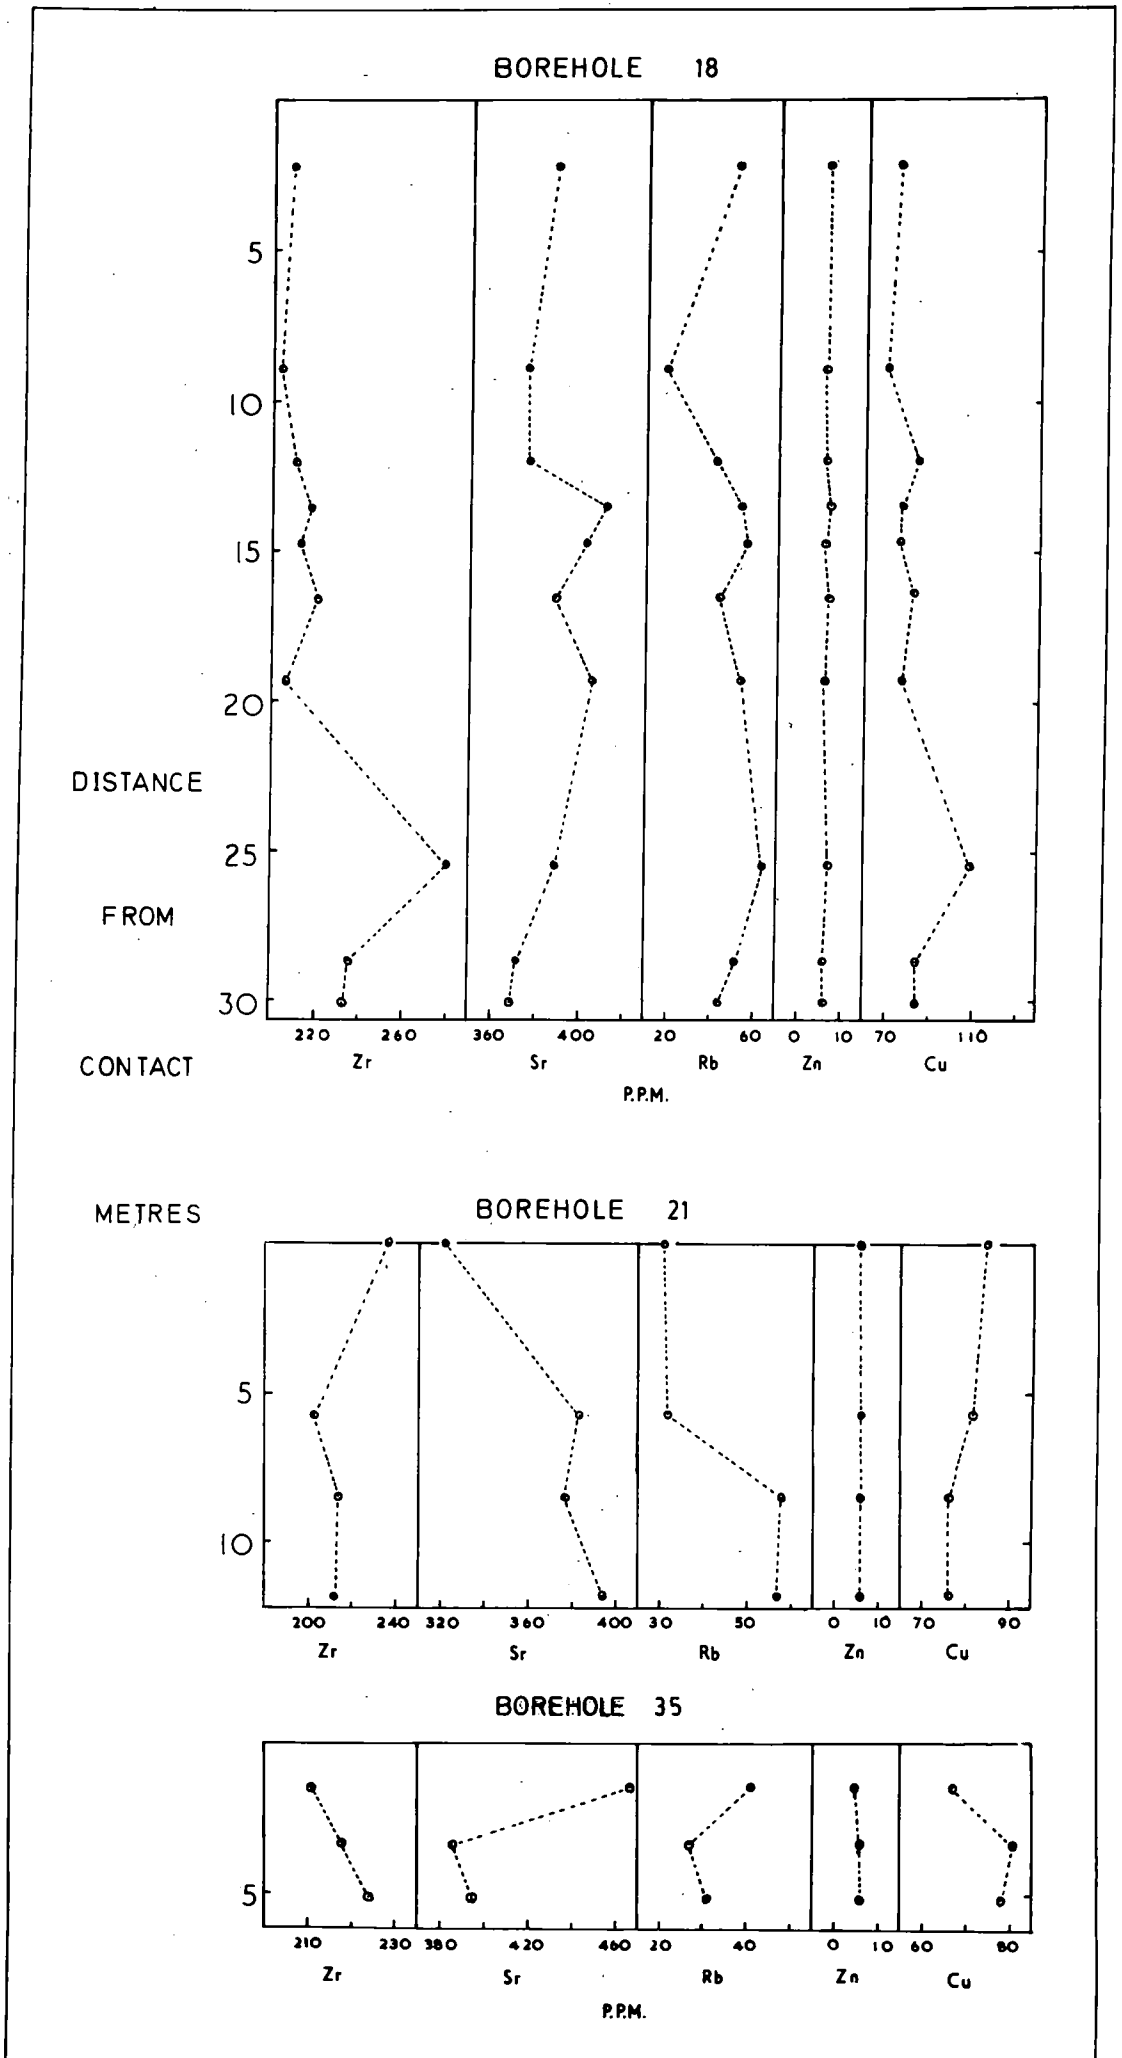 BOREHOLE 18
5
10
15
20
DISTANCE
25
FROM
30
220 260 360 400 20 60 0 10 70 110
CONTACT
Zr Sr Rb Zn Cu
P.P.M.
METRES
BOREHOLE 21
5
10
200 240 320 360 400 30 50 0 10 70 90
Zr Sr Rb Zn Cu
BOREHOLE 35
5
210 230 380 420 460 20 40 0 10 60 80
Zr Sr Rb Zn Cu
P.P.M.